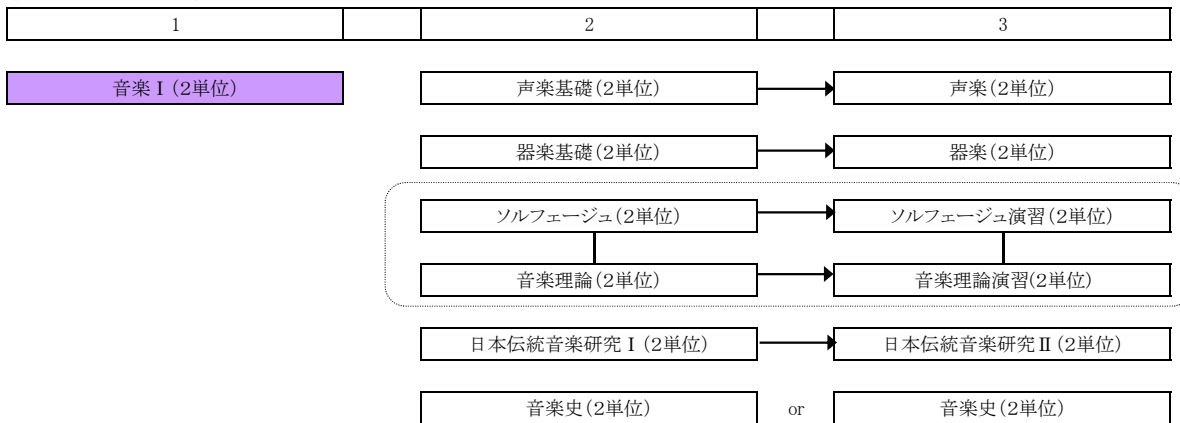 1 2 3
音楽Ⅰ(2単位) 声楽基礎(2単位) 声楽(2単位)
器楽基礎(2単位) 器楽(2単位)
ソルフェージュ(2単位) ソルフェージュ演習(2単位)
音楽理論(2単位) 音楽理論演習(2単位)
日本伝統音楽研究Ⅰ(2単位) 日本伝統音楽研究Ⅱ(2単位)
音楽史(2単位) or 音楽史(2単位)